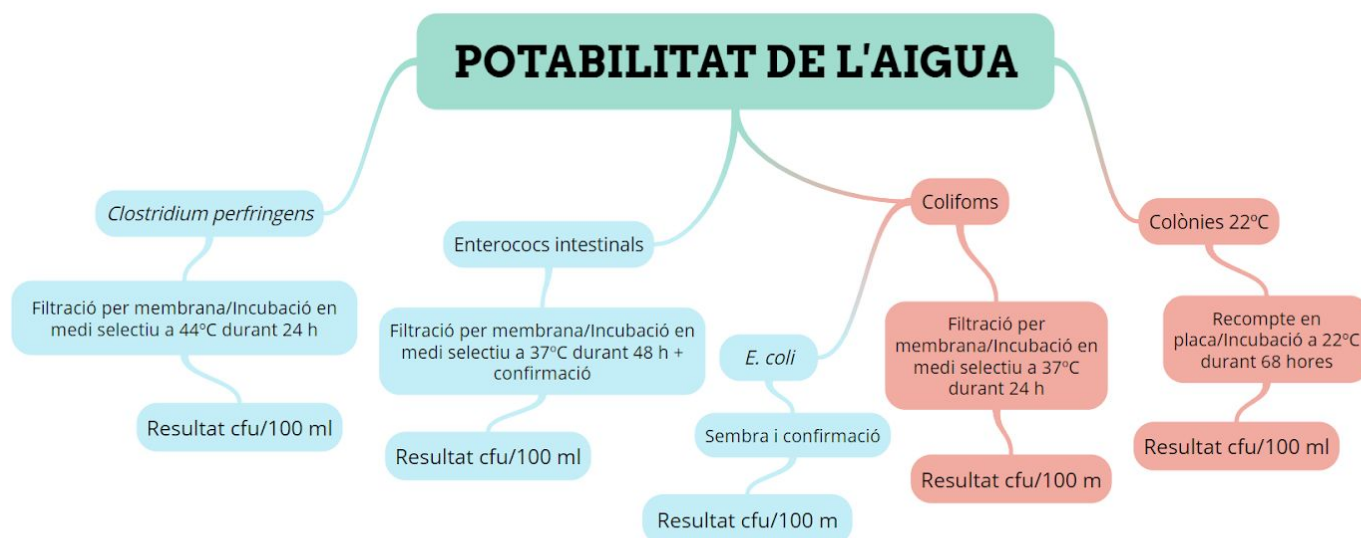 POTABILITAT DE L'AIGUA
Clostridium perfringens
Filtració per membrana/Incubació en
medi selectiu a 44ºC durant 24 h
Resultat cfu/100 ml
Enterococs intestinals
Filtració per membrana/Incubació en
medi selectiu a 37ºC durant 48 h +
confirmació
Resultat cfu/100 ml
E. coli
Sembra i confirmació
Resultat cfu/100 m
Colifoms
Filtració per
membrana/Incubació en
medi selectiu a 37ºC
durant 24 h
Resultat cfu/100 m
Colònies 22ºC
Recompte en
placa/Incubació a 22ºC
durant 68 hores
Resultat cfu/100 ml